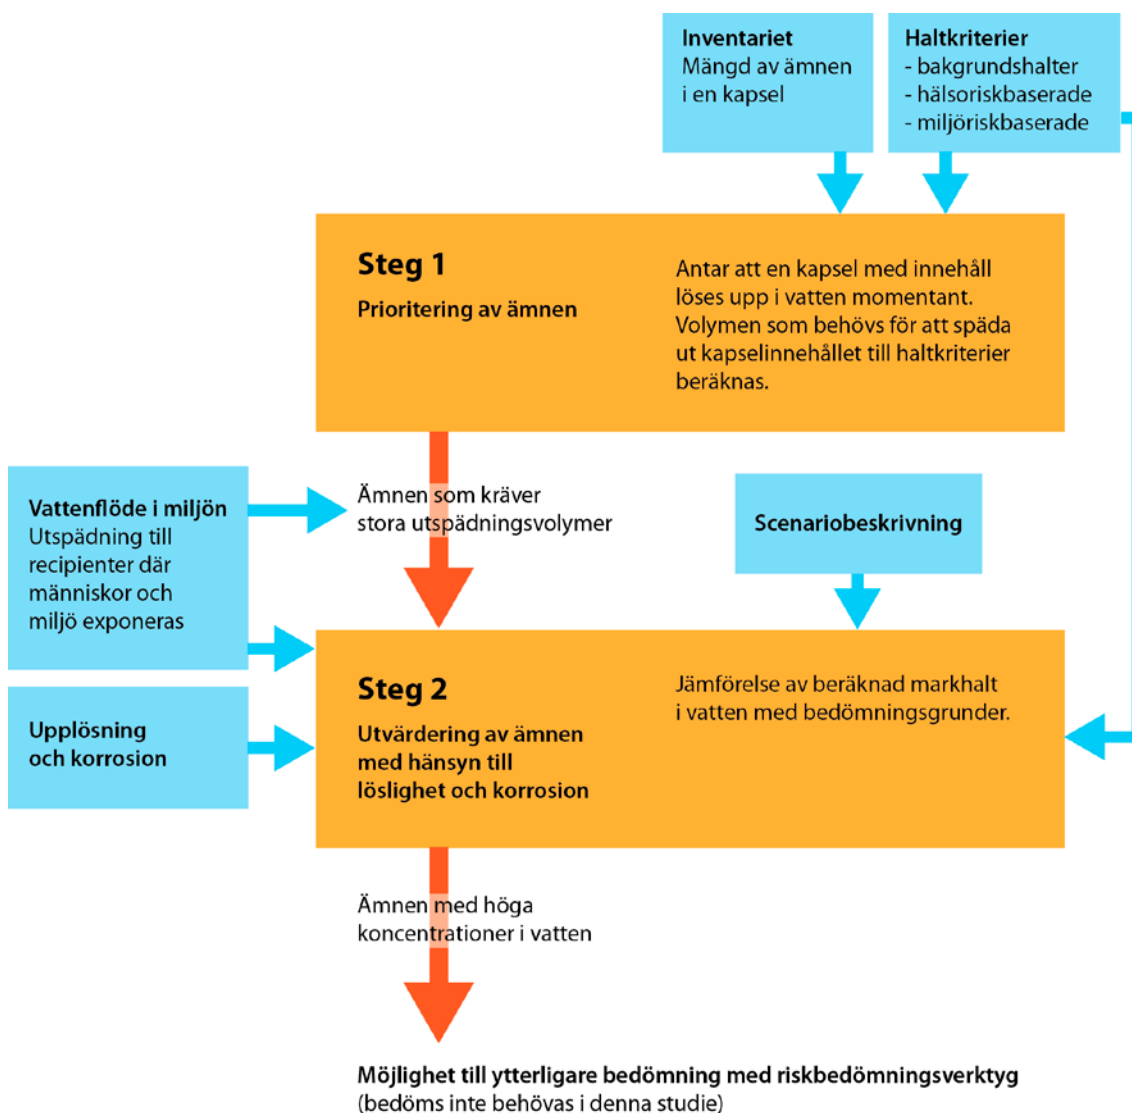 Inventariet
Mängd av ämnen
i en kapsel
Haltkriterier
- bakgrundshalter
- hälsoriskbaserade
- miljöriskbaserade
Steg 1
Prioritering av ämnen
Antar att en kapsel med innehåll
löses upp i vatten momentant.
Volymen som behövs för att späda
ut kapselinnehållet till haltkriterier
beräknas.
Vattenflöde i miljön
Utspädning till
recipienter där
människor och
miljö exponeras
Ämnen som kräver
stora utspädningsvolymer
Scenariobeskrivning
Upplösning
och korrosion
Steg 2
Utvärdering av ämnen
med hänsyn till
löslighet och korrosion
Jämförelse av beräknad markhalt
i vatten med bedömningsgrunder.
Ämnen med höga
koncentrationer i vatten
Möjlighet till ytterligare bedömning med riskbedömningsverktyg
(bedöms inte behövas i denna studie)